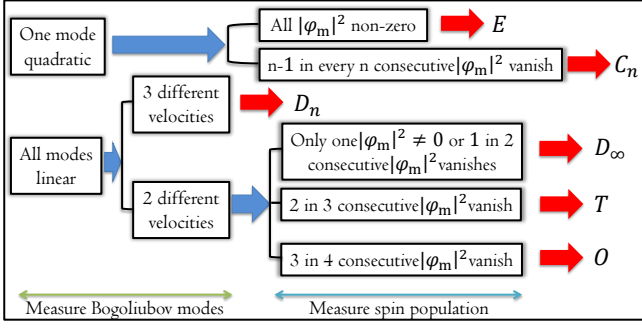 One mode
quadratic
All |φₘ|² non-zero
E
n-1 in every n consecutive|φₘ|² vanish
Cₙ
All modes
linear
3 different
velocities
Dₙ
2 different
velocities
Only one|φₘ|² ≠ 0 or 1 in 2
consecutive|φₘ|²vanishes
D∞
2 in 3 consecutive|φₘ|²vanish
T
3 in 4 consecutive|φₘ|²vanish
O
Measure Bogoliubov modes
Measure spin population